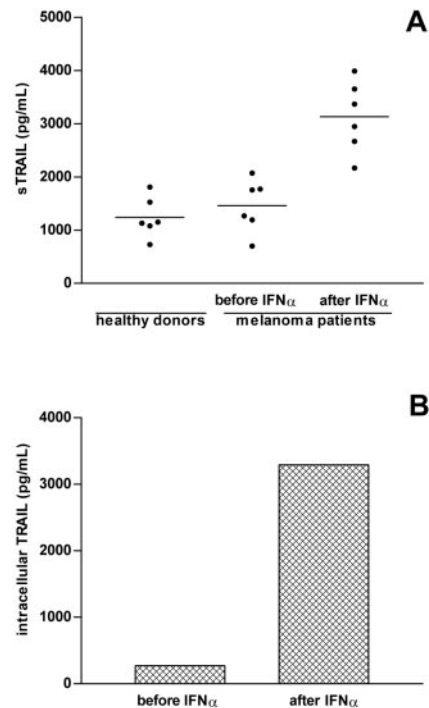 A
5000
4000
3000
2000
1000
0
sTRAIL (pg/mL)
before IFNα after IFNα
healthy donors melanoma patients
B
4000
3000
2000
1000
0
intracellular TRAIL (pg/mL)
before IFNα after IFNα